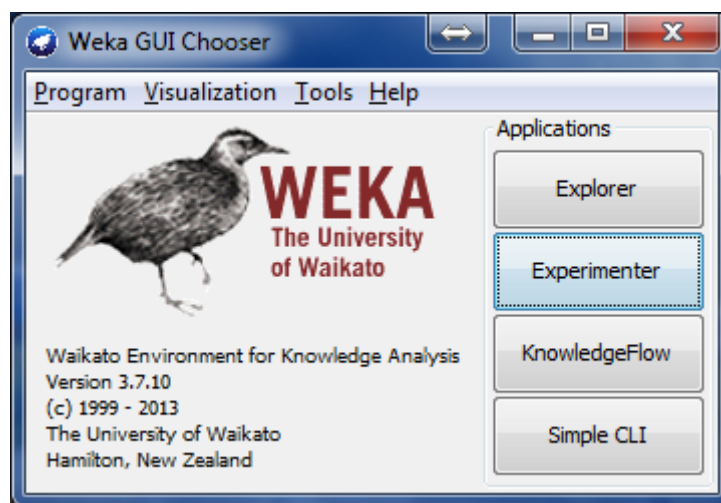 Weka GUI Chooser
Program Visualization Tools Help
WEKA
The University
of Waikato
Waikato Environment for Knowledge Analysis
Version 3.7.10
(c) 1999 - 2013
The University of Waikato
Hamilton, New Zealand
Applications
Explorer
Experimenter
KnowledgeFlow
Simple CLI